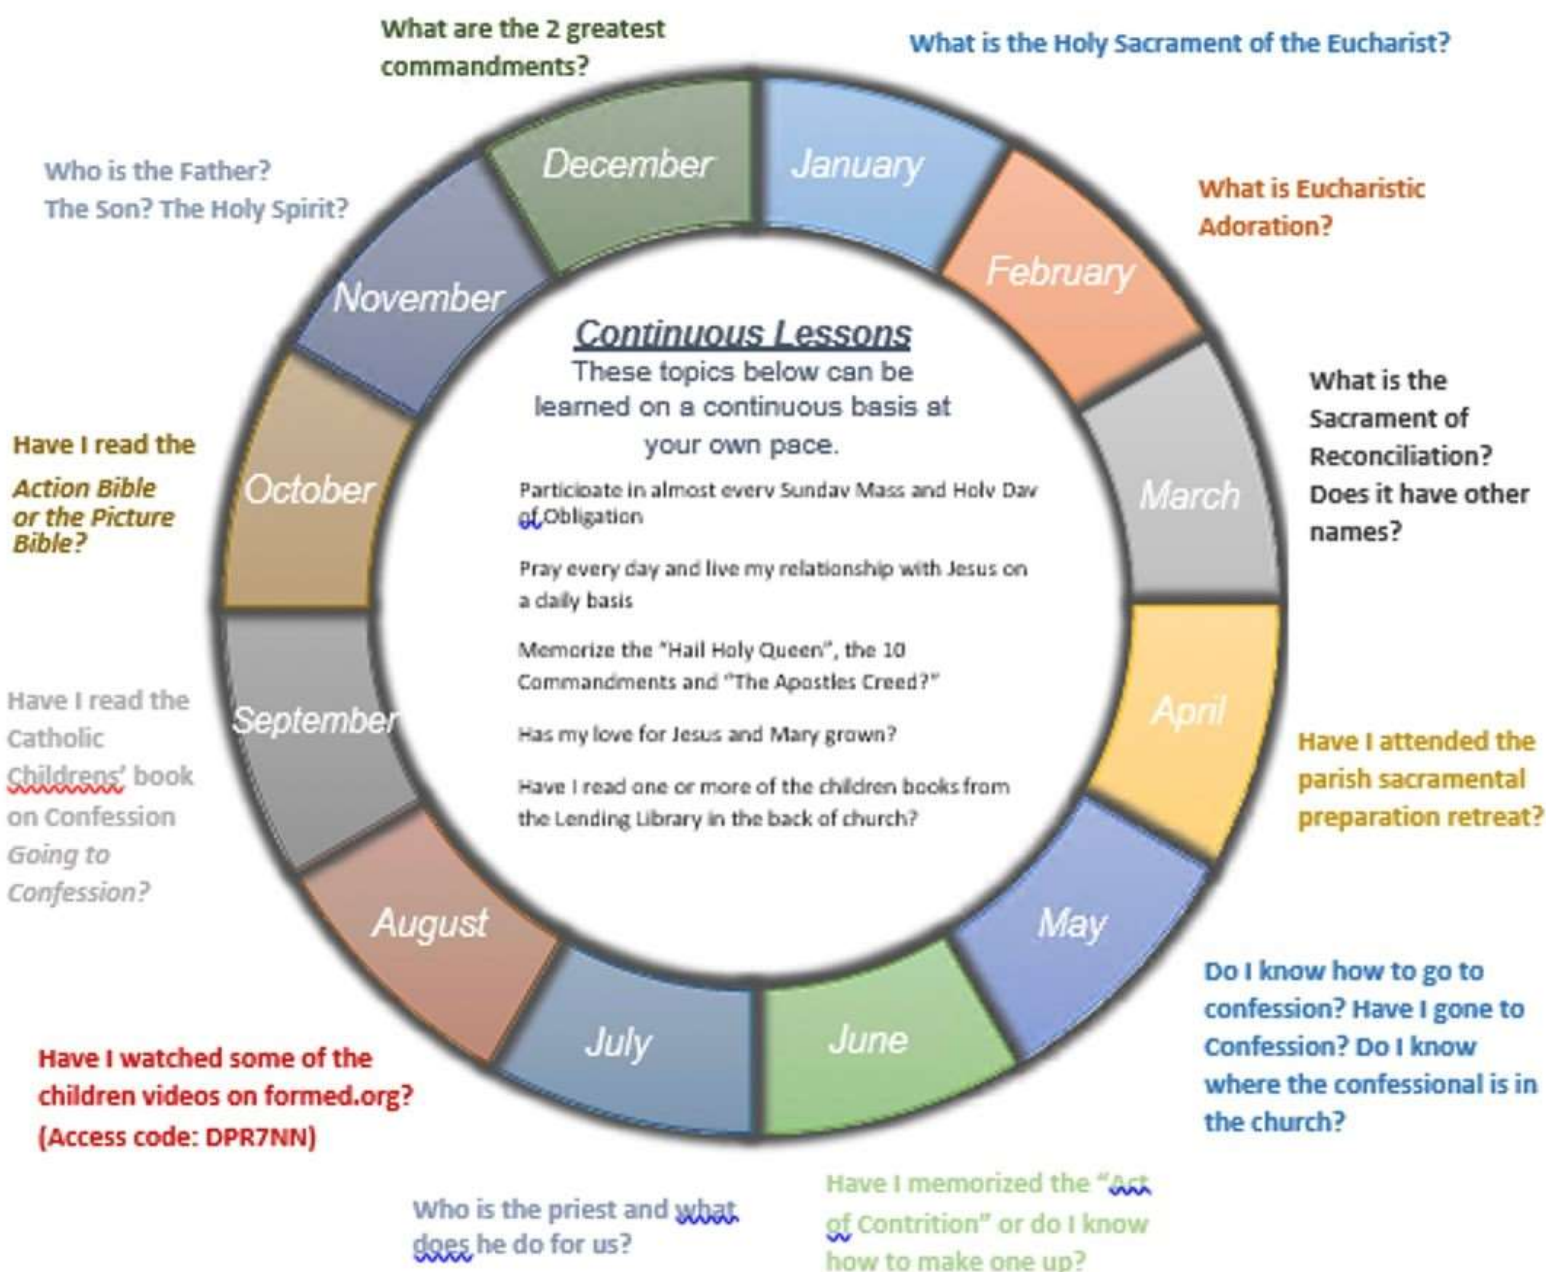 What are the 2 greatest
commandments?
What is the Holy Sacrament of the Eucharist?
Who is the Father?
The Son? The Holy Spirit?
What is Eucharistic
Adoration?
December
January
November
February
October
March
September
April
August
May
July
June
Continuous Lessons
These topics below can be
learned on a continuous basis at
your own pace.
Participate in almost every Sunday Mass and Holy Day
of Obligation
Pray every day and live my relationship with Jesus on
a daily basis
Memorize the "Hail Holy Queen", the 10
Commandments and "The Apostles Creed?"
Has my love for Jesus and Mary grown?
Have I read one or more of the children books from
the Lending Library in the back of church?
What is the
Sacrament of
Reconciliation?
Does it have other
names?
Have I read the
Action Bible
or the Picture
Bible?
Have I read the
Catholic
Childrens' book
on Confession
Going to
Confession?
Have I attended the
parish sacramental
preparation retreat?
Do I know how to go to
confession? Have I gone to
Confession? Do I know
where the confessional is in
the church?
Have I watched some of the
children videos on formed.org?
(Access code: DPR7NN)
Who is the priest and what
does he do for us?
Have I memorized the "Act
of Contrition" or do I know
how to make one up?